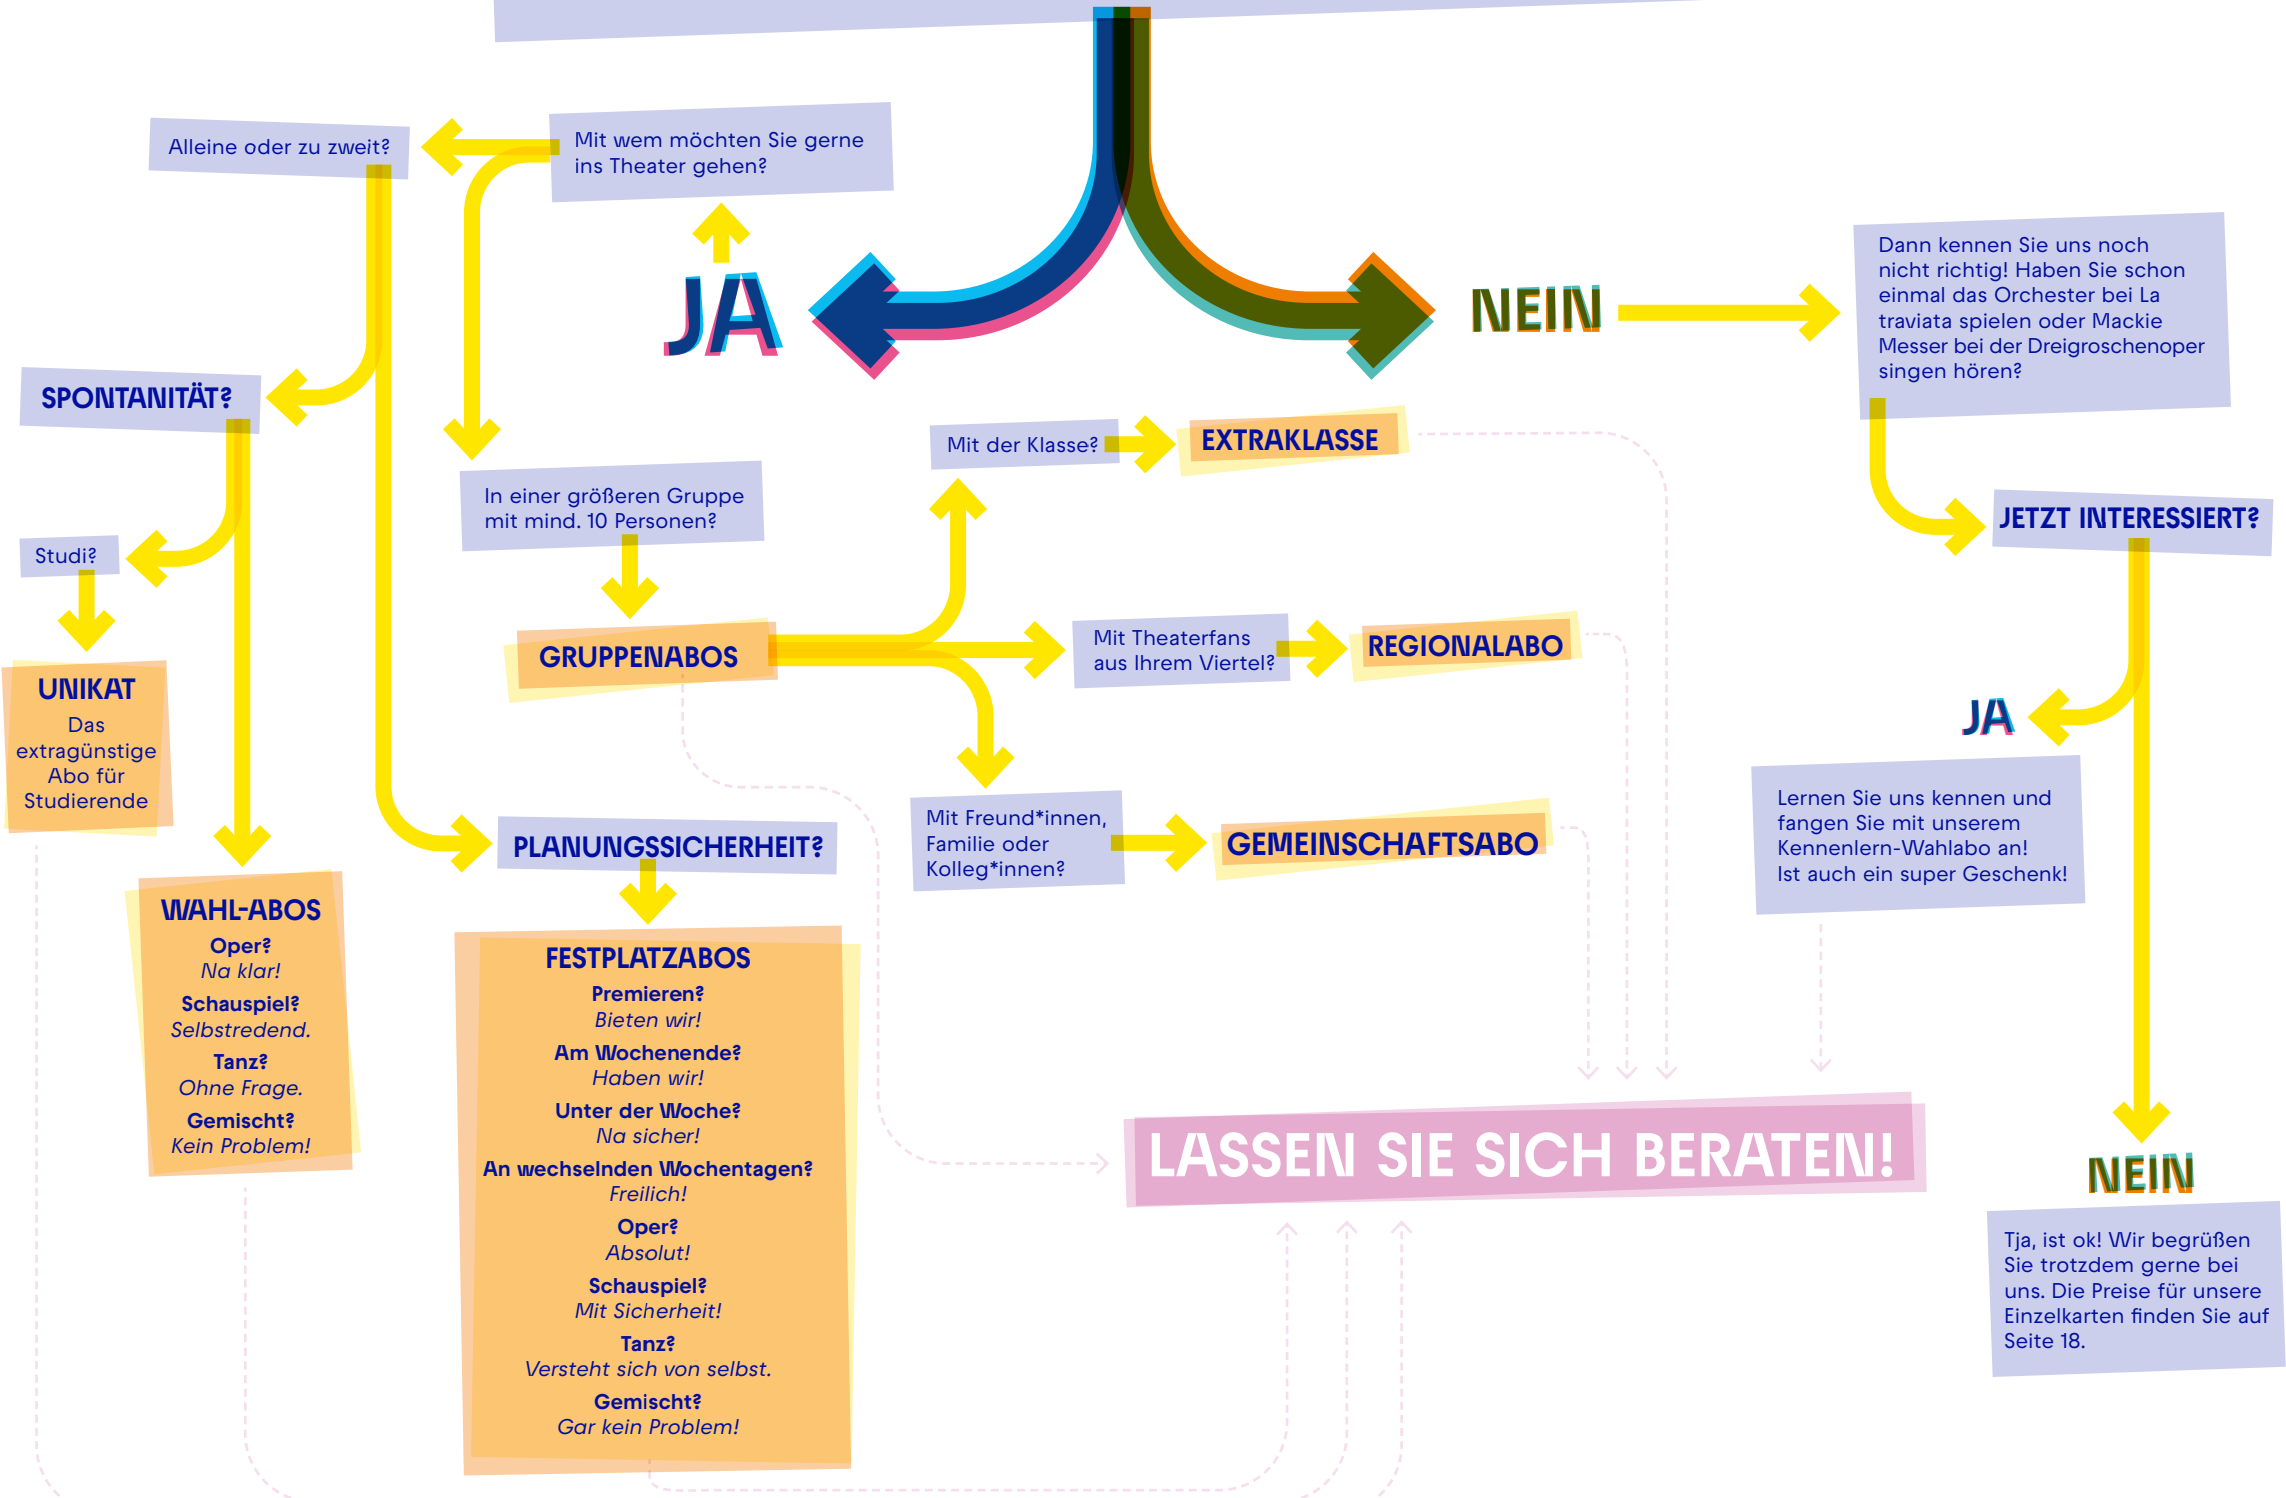 Mit wem möchten Sie gerne
ins Theater gehen?
Alleine oder zu zweit?
JA
NEIN
Dann kennen Sie uns noch
nicht richtig! Haben Sie schon
einmal das Orchester bei La
traviata spielen oder Mackie
Messer bei der Dreigroschenoper
singen hören?
SPONTANITÄT?
Mit der Klasse?
EXTRAKLASSE
In einer größeren Gruppe
mit mind. 10 Personen?
JETZT INTERESSIERT?
Studi?
GRUPPENABOS
Mit Theaterfans
aus Ihrem Viertel?
REGIONALABO
UNIKAT
Das
extragünstige
Abo für
Studierende
JA
Lernen Sie uns kennen und
fangen Sie mit unserem
Kennenlern-Wahlabo an!
Ist auch ein super Geschenk!
PLANUNGSSICHERHEIT?
Mit Freund*innen,
Familie oder
Kolleg*innen?
GEMEINSCHAFTSABO
WAHL-ABOS
Oper?
Na klar!
Schauspiel?
Selbstredend.
Tanz?
Ohne Frage.
Gemischt?
Kein Problem!
FESTPLATZABOS
Premieren?
Bieten wir!
Am Wochenende?
Haben wir!
Unter der Woche?
Na sicher!
An wechselnden Wochentagen?
Freilich!
Oper?
Absolut!
Schauspiel?
Mit Sicherheit!
Tanz?
Versteht sich von selbst.
Gemischt?
Gar kein Problem!
LASSEN SIE SICH BERATEN!
NEIN
Tja, ist ok! Wir begrüßen
Sie trotzdem gerne bei
uns. Die Preise für unsere
Einzelkarten finden Sie auf
Seite 18.